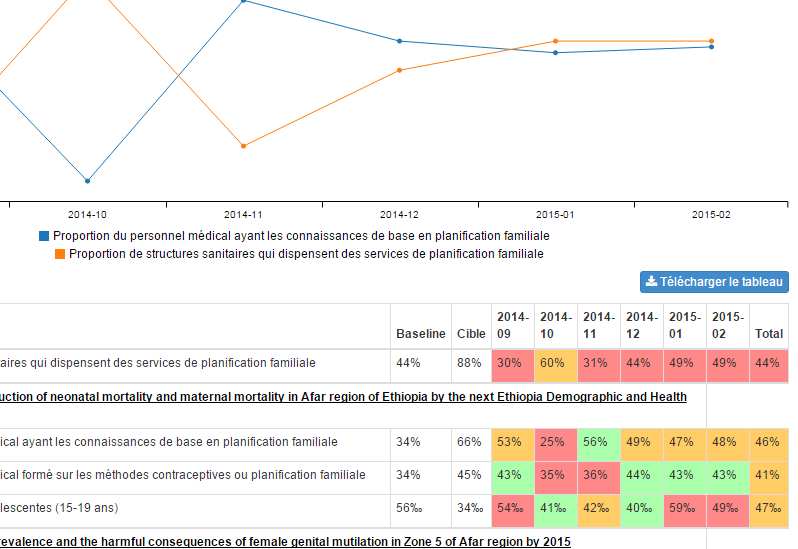 2014-10 2014-11 2014-12 2015-01 2015-02
Proportion du personnel médical ayant les connaissances de base en planification familiale
Proportion de structures sanitaires qui dispensent des services de planification familiale
Télécharger le tableau
Baseline Cible 2014-09 2014-10 2014-11 2014-12 2015-01 2015-02 Total
qui dispensent des services de planification familiale 44% 88% 30% 60% 31% 44% 49% 49% 44%
of neonatal mortality and maternal mortality in Afar region of Ethiopia by the next Ethiopia Demographic and Health
ayant les connaissances de base en planification familiale 34% 66% 53% 25% 56% 49% 47% 48% 46%
formé sur les méthodes contraceptives ou planification familiale 34% 45% 43% 35% 36% 44% 43% 43% 41%
(15-19 ans) 56‰ 34‰ 54‰ 41‰ 42‰ 40‰ 59‰ 49‰ 47‰
and the harmful consequences of female genital mutilation in Zone 5 of Afar region by 2015